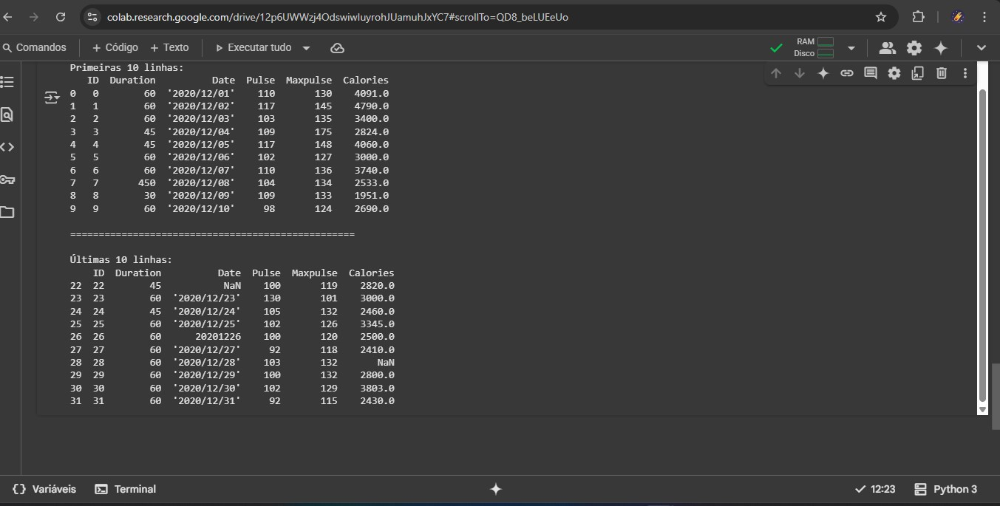 colab.research.google.com/drive/12p6UWWzj4OdswiwIuyrohJUamuhJxYC7#scrollTo=QD8_beLUEeUo
Comandos + Código + Texto Executar tudo RAM Disco
Primeiras 10 linhas:
ID Duration Date Pulse Maxpulse Calories
0 0 60 '2020/12/01' 110 130 4091.0
1 1 60 '2020/12/02' 117 145 4790.0
2 2 60 '2020/12/03' 103 135 3400.0
3 3 45 '2020/12/04' 109 175 2824.0
4 4 45 '2020/12/05' 117 148 4060.0
5 5 60 '2020/12/06' 102 127 3000.0
6 6 60 '2020/12/07' 110 136 3740.0
7 7 450 '2020/12/08' 104 134 2533.0
8 8 30 '2020/12/09' 109 133 1951.0
9 9 60 '2020/12/10' 98 124 2690.0
==================================================
Últimas 10 linhas:
ID Duration Date Pulse Maxpulse Calories
22 22 45 NaN 100 119 2820.0
23 23 60 '2020/12/23' 130 101 3000.0
24 24 45 '2020/12/24' 105 132 2460.0
25 25 60 '2020/12/25' 102 126 3345.0
26 26 60 20201226 100 120 2500.0
27 27 60 '2020/12/27' 92 118 2410.0
28 28 60 '2020/12/28' 103 132 NaN
29 29 60 '2020/12/29' 100 132 2800.0
30 30 60 '2020/12/30' 102 129 3803.0
31 31 60 '2020/12/31' 92 115 2430.0
{} Variáveis Terminal 12:23 Python 3